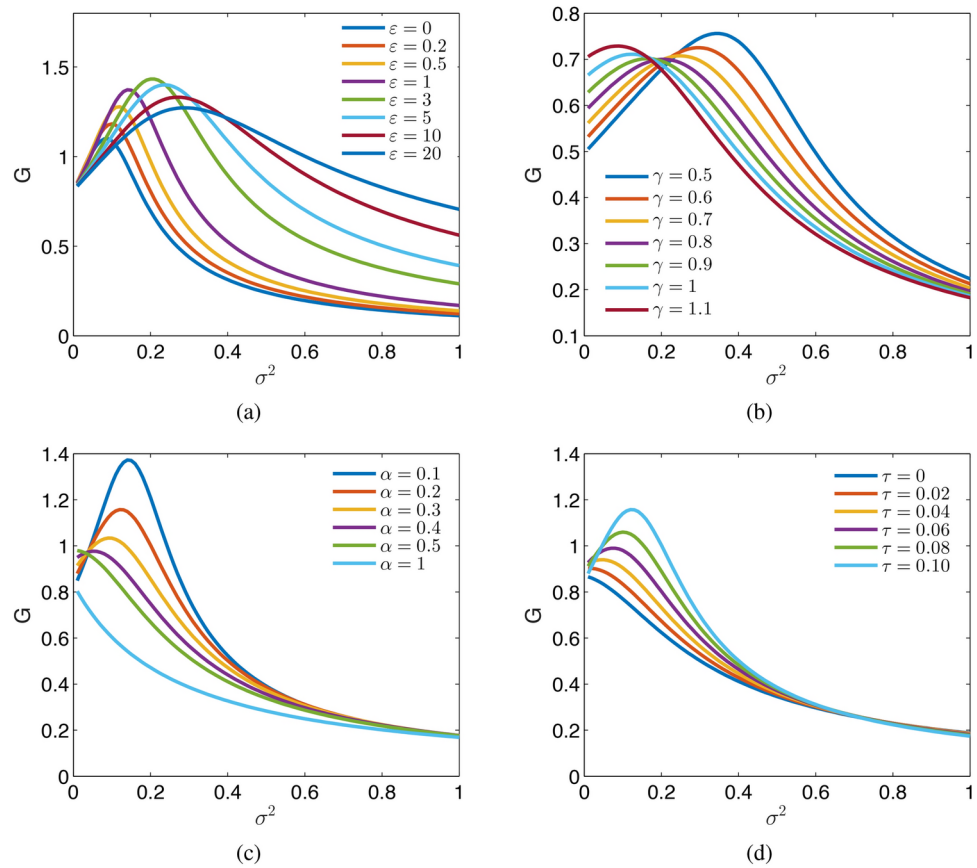 ε = 0
ε = 0.2
ε = 0.5
ε = 1
ε = 3
ε = 5
ε = 10
ε = 20
G
1.5
1
0.5
0
0 0.2 0.4 0.6 0.8 1
σ²
(a)
γ = 0.5
γ = 0.6
γ = 0.7
γ = 0.8
γ = 0.9
γ = 1
γ = 1.1
G
0.8
0.7
0.6
0.5
0.4
0.3
0.2
0.1
0 0.2 0.4 0.6 0.8 1
σ²
(b)
α = 0.1
α = 0.2
α = 0.3
α = 0.4
α = 0.5
α = 1
G
1.4
1.2
1
0.8
0.6
0.4
0.2
0
0 0.2 0.4 0.6 0.8 1
σ²
(c)
τ = 0
τ = 0.02
τ = 0.04
τ = 0.06
τ = 0.08
τ = 0.10
G
1.4
1.2
1
0.8
0.6
0.4
0.2
0
0 0.2 0.4 0.6 0.8 1
σ²
(d)